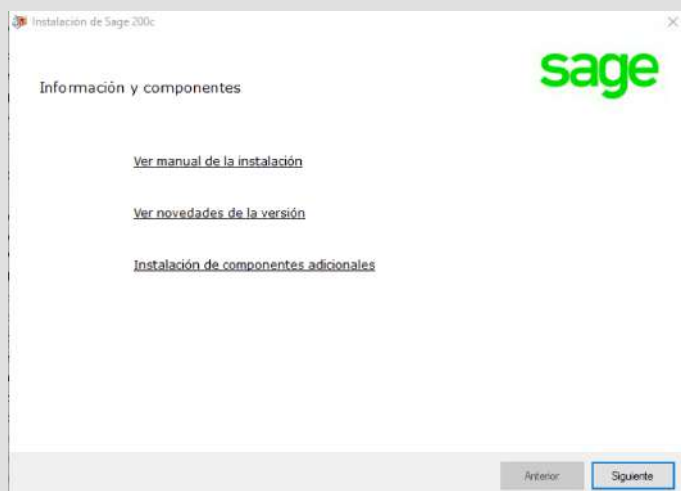 Instalación de Sage 200c
sage
Información y componentes
Ver manual de la instalación
Ver novedades de la versión
Instalación de componentes adicionales
Anterior
Siguiente